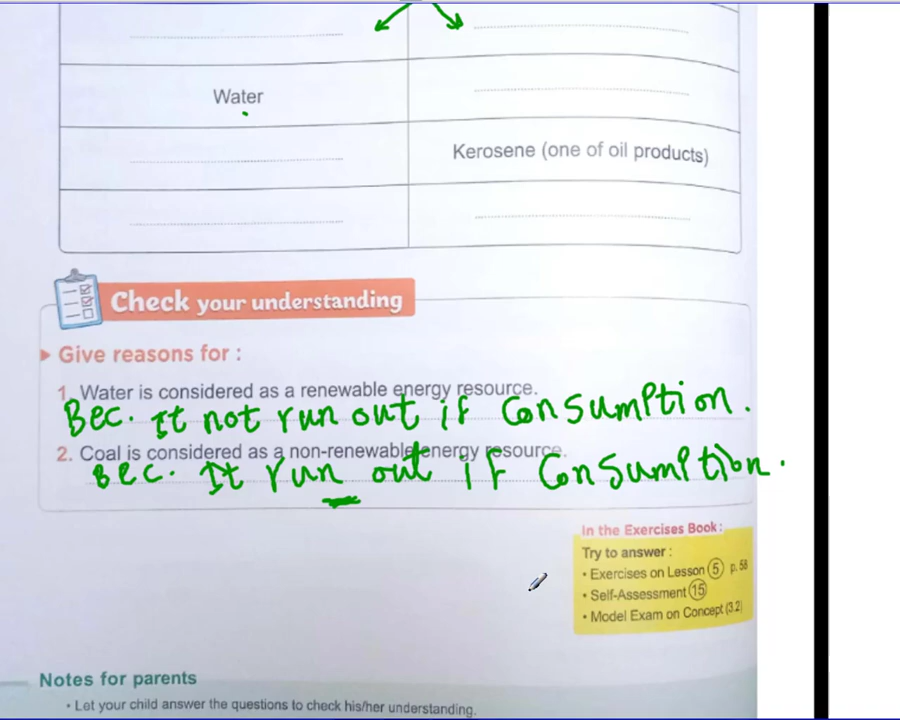 Water
Kerosene (one of oil products)
Check your understanding
Give reasons for :
1. Water is considered as a renewable energy resource.
Bec. It not run out if Consumption.
2. Coal is considered as a non-renewable energy resource.
Bec. It run out if Consumption.
In the Exercises Book :
Try to answer :
• Exercises on Lesson 5 p. 58
• Self-Assessment 15
• Model Exam on Concept (3.2)
Notes for parents
• Let your child answer the questions to check his/her understanding.